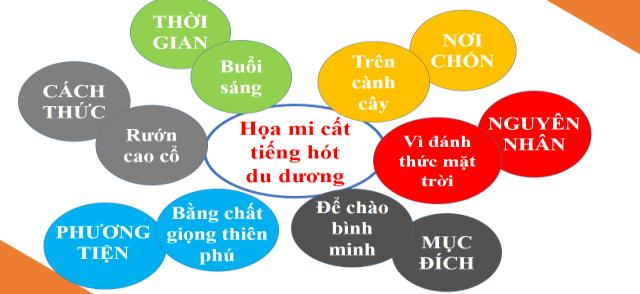 THỜI
GIAN
Buổi
sáng
Trên
cành
cây
NƠI
CHỐN
CÁCH
THỨC
Rướn
cao cổ
Họa mi cất
tiếng hót
du dương
Vì đánh
thức mặt
trời
NGUYÊN
NHÂN
PHƯƠNG
TIỆN
Bằng chất
giọng thiên
phú
Để chào
bình
minh
MỤC
ĐÍCH